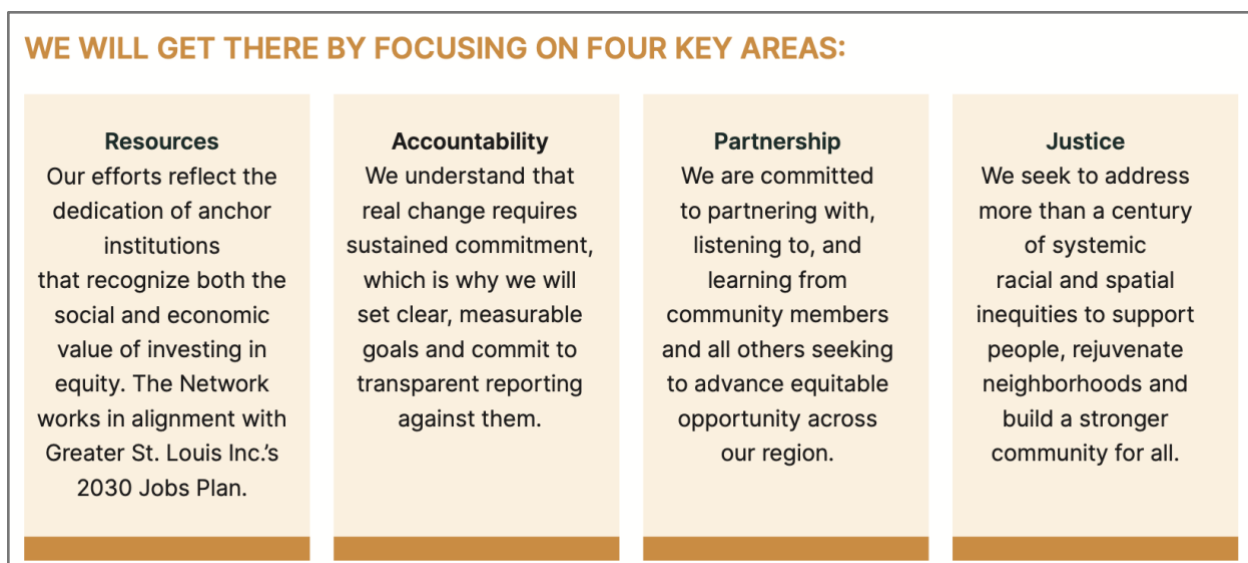 WE WILL GET THERE BY FOCUSING ON FOUR KEY AREAS:
Resources
Our efforts reflect the
dedication of anchor
institutions
that recognize both the
social and economic
value of investing in
equity. The Network
works in alignment with
Greater St. Louis Inc.'s
2030 Jobs Plan.
Accountability
We understand that
real change requires
sustained commitment,
which is why we will
set clear, measurable
goals and commit to
transparent reporting
against them.
Partnership
We are committed
to partnering with,
listening to, and
learning from
community members
and all others seeking
to advance equitable
opportunity across
our region.
Justice
We seek to address
more than a century
of systemic
racial and spatial
inequities to support
people, rejuvenate
neighborhoods and
build a stronger
community for all.